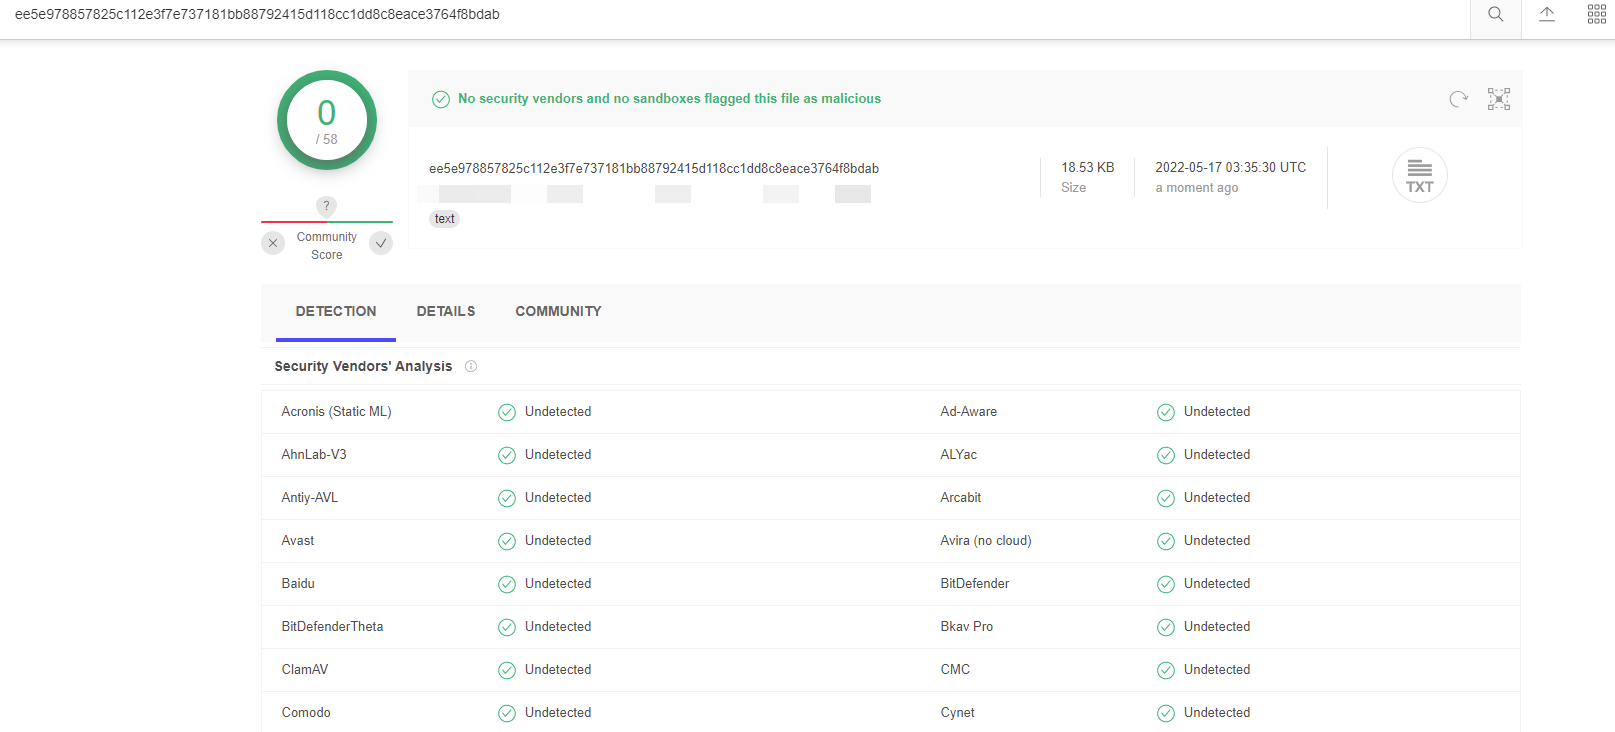 ee5e978857825c112e3f7e737181bb88792415d118cc1dd8c8eace3764f8bdab
0
/ 58
?
Community
Score
No security vendors and no sandboxes flagged this file as malicious
ee5e978857825c112e3f7e737181bb88792415d118cc1dd8c8eace3764f8bdab
text
18.53 KB
Size
2022-05-17 03:35:30 UTC
a moment ago
TXT
DETECTION DETAILS COMMUNITY
Security Vendors' Analysis
Acronis (Static ML) Undetected Ad-Aware Undetected
AhnLab-V3 Undetected ALYac Undetected
Antiy-AVL Undetected Arcabit Undetected
Avast Undetected Avira (no cloud) Undetected
Baidu Undetected BitDefender Undetected
BitDefenderTheta Undetected Bkav Pro Undetected
ClamAV Undetected CMC Undetected
Comodo Undetected Cynet Undetected